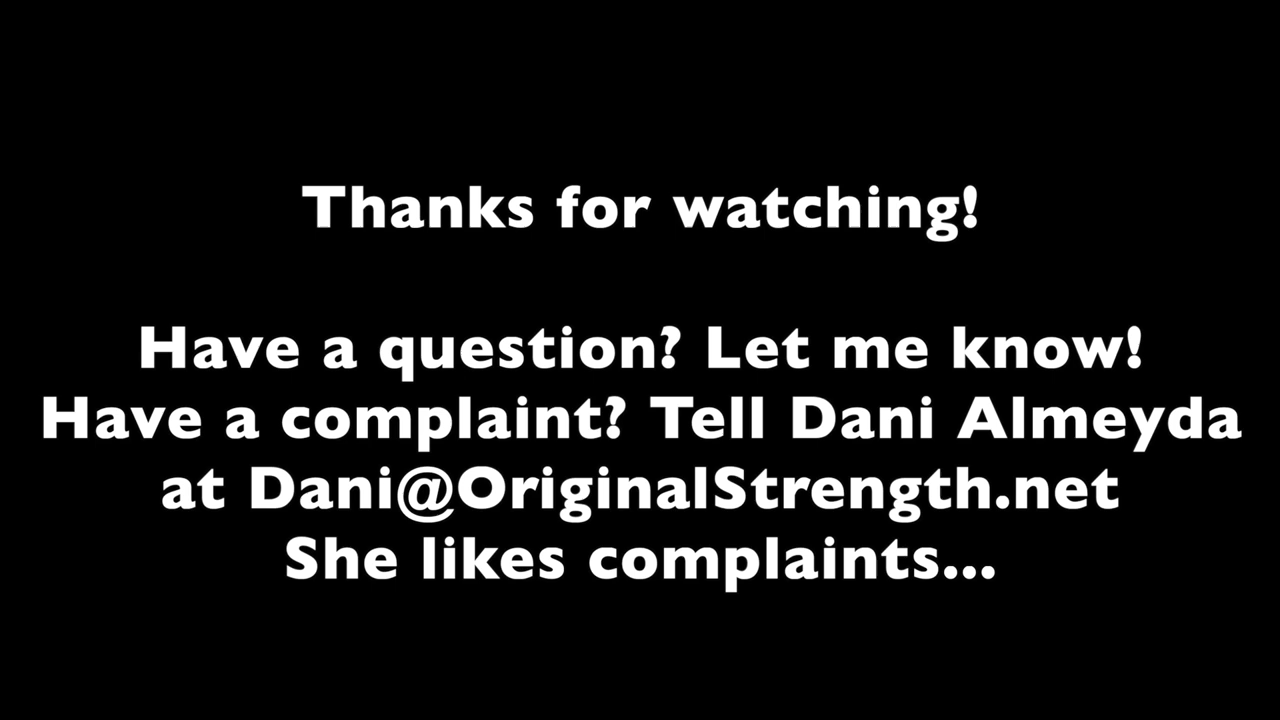 Thanks for watching!
Have a question? Let me know!
Have a complaint? Tell Dani Almeyda
at Dani@OriginalStrength.net
She likes complaints...